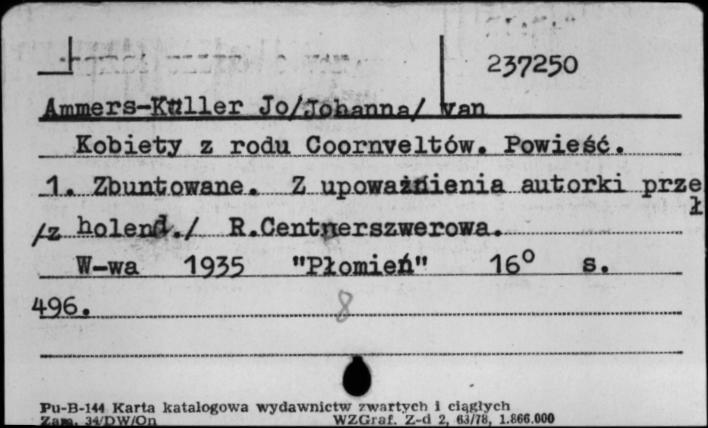 237250
Ammers-Küller Jo/Johanna/ van
Kobiety z rodu Coornveltów. Powieść.
1. Zbuntowane. Z upoważnienia autorki przeł
/z holend./ R.Centnerszwerowa.
W-wa 1935 "Płomień" 16° s.
496.
8
Pu-B-144 Karta katalogowa wydawnictw zwartych i ciągłych
Zam. 34/DW/On WZGraf. Z-d 2, 63/78, 1.866.000